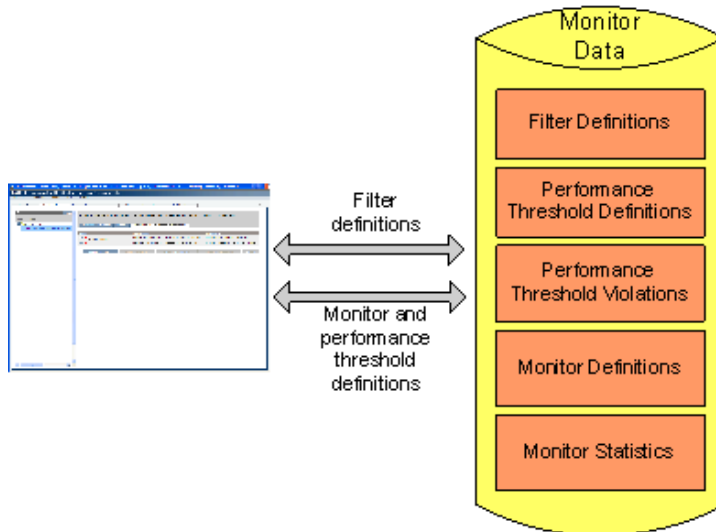 Monitor
Data
Filter Definitions
Performance
Threshold Definitions
Performance
Threshold Violations
Monitor Definitions
Monitor Statistics
Filter
definitions
Monitor and
performance
threshold
definitions